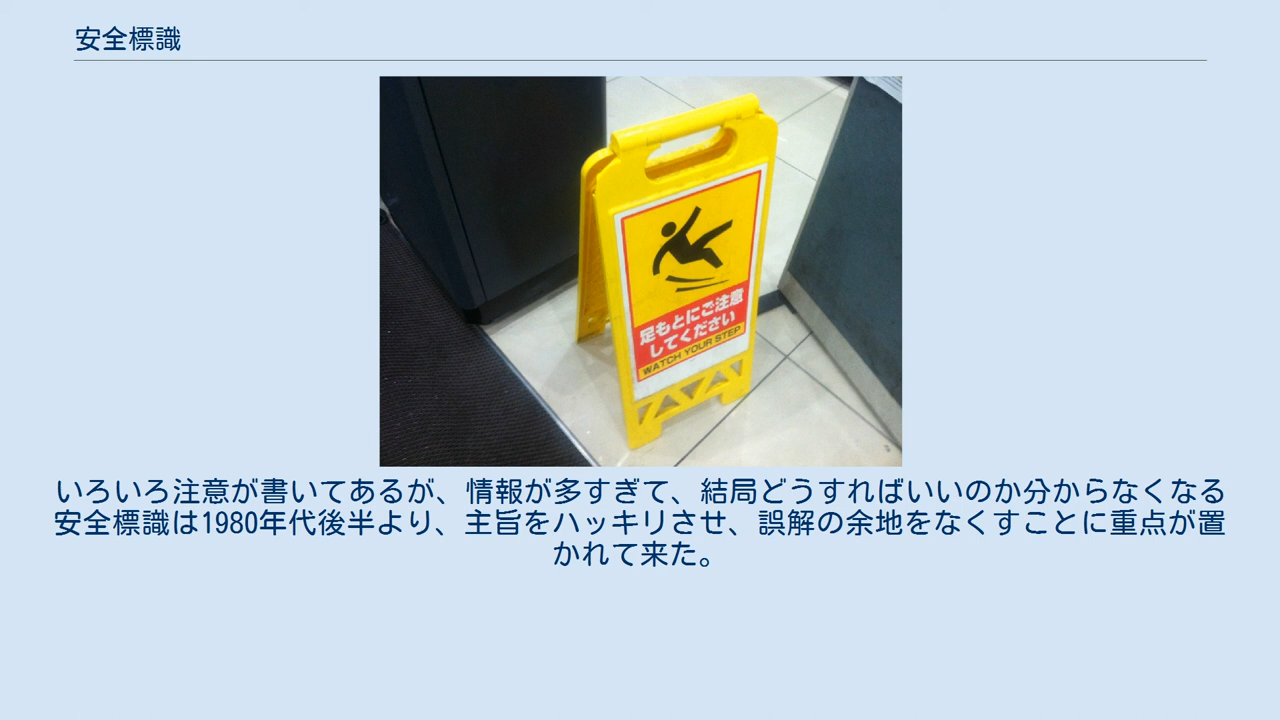 安全標識
足もとにご注意
してください
WATCH YOUR STEP
いろいろ注意が書いてあるが、情報が多すぎて、結局どうすればいいのか分からなくなる
安全標識は1980年代後半より、主旨をハッキリさせ、誤解の余地をなくすことに重点が置
かれて来た。